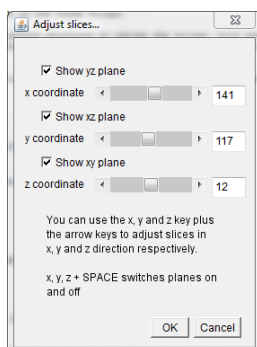 Adjust slices...
Show yz plane
x coordinate 141
Show xz plane
y coordinate 117
Show xy plane
z coordinate 12
You can use the x, y and z key plus
the arrow keys to adjust slices in
x, y and z direction respectively.
x, y, z + SPACE switches planes on
and off
OK Cancel